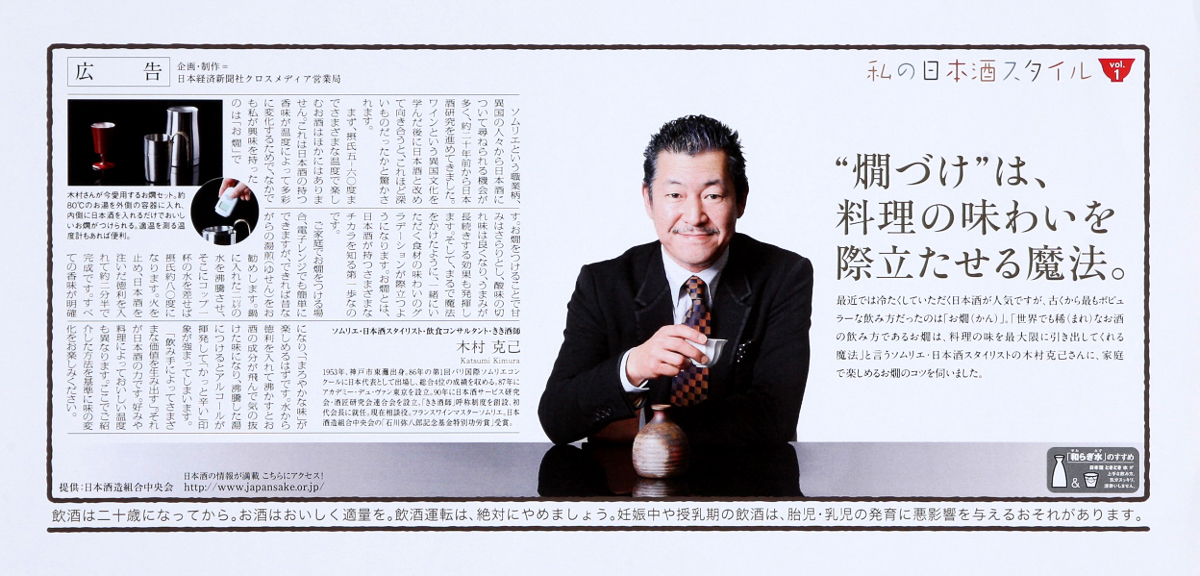 広告
企画・制作＝
日本経済新聞社クロスメディア営業局
私の日本酒スタイル
vol.
1
“燗づけ”は、
料理の味わいを
際立たせる魔法。
最近では冷たくしていただく日本酒が人気ですが、古くから最もポピュ
ラーな飲み方だったのは「お燗（かん）」。「世界でも稀（まれ）なお酒
の飲み方であるお燗は、料理の味を最大限に引き出してくれる
魔法」と言うソムリエ・日本酒スタイリストの木村克己さんに、家庭
で楽しめるお燗のコツを伺いました。
ソムリエという職業柄、
異国の人々から日本酒に
ついて尋ねられる機会が
多く、約二十年前から日本
酒研究を進めてきました。
ワインという異国文化を
学んだ後に日本酒と改め
て向き合うと、これほど深
いものだったかと驚かさ
れます。
まず、摂氏五〜六〇度ま
でさまざまな温度で楽し
むお酒はほかにはありま
せん。これは日本酒の持つ
香味が温度によって多彩
に変化するためで、なかで
も私が興味を持った
のは「お燗」で
す。お燗をつけることで甘
みはさらりとし、酸味の切
れ味は良くなり、うまみが
長続きする効果も発揮し
ます。そして、まるで魔法
をかけたように、一緒にい
ただく食材の味わいのグ
ラデーションが際立つよ
うになります。お燗とは、
日本酒が持つさまざまな
チカラを知る第一歩なの
ご家庭でお燗をつける場
合、電子レンジでも簡単に
できますが、できれば昔な
がらの湯煎（ゆせん）をお
勧めします。鍋
に入れた二㍑の
水を沸騰させ、
そこにコップ一
杯の水を差せば
摂氏約八〇度に
なります。火を
止め、日本酒を
注いだ徳利を入
れて約二分半で
完成です。すべ
ての香味が明確
になり、まろやかな味が
楽しめるはずです。水から
徳利を入れて沸かすとお
酒の成分が飛んで気の抜
けた味になり、沸騰した湯
につけるとアルコールが
揮発して、かっと辛い」印
象が強まってしまいます。
「飲み手によってさまざ
まな価値を生み出す」。それ
が日本酒の力です。好みや
料理によっておいしい温度
も異なります。ここでご紹
介した方法を基準に味の変
化をお楽しみください。
木村さんが今愛用するお燗セット。約
80℃のお湯を外側の容器に入れ、
内側に日本酒を入れるだけでおいし
いお燗がつけられる。適温を測る温
度計もあれば便利。
ソムリエ・日本酒スタイリスト・飲食コンサルタント・きき酒師
木村 克己
Katsumi Kimura
1953年、神戸市東灘出身。86年の第1回パリ国際ソムリエコン
クールに日本代表として出場し、総合4位の成績を収める。87年に
アカデミー・デュ・ヴァン東京を設立。90年に日本酒サービス研究
会・酒匠研究会連合会を設立。「きき酒師」呼称制度を創設、初
代会長に就任。現在相談役。フランスワインマスターソムリエ。日本
酒造組合中央会の「石川弥八郎記念基金特別功労賞」受賞。
「和らぎ水」のすすめ
日本酒の情報が満載 こちらにアクセス！
提供：日本酒造組合中央会 http://www.japansake.or.jp/
飲酒は二十歳になってから。お酒はおいしく適量を。飲酒運転は、絶対にやめましょう。妊娠中や授乳期の飲酒は、胎児・乳児の発育に悪影響を与えるおそれがあります。